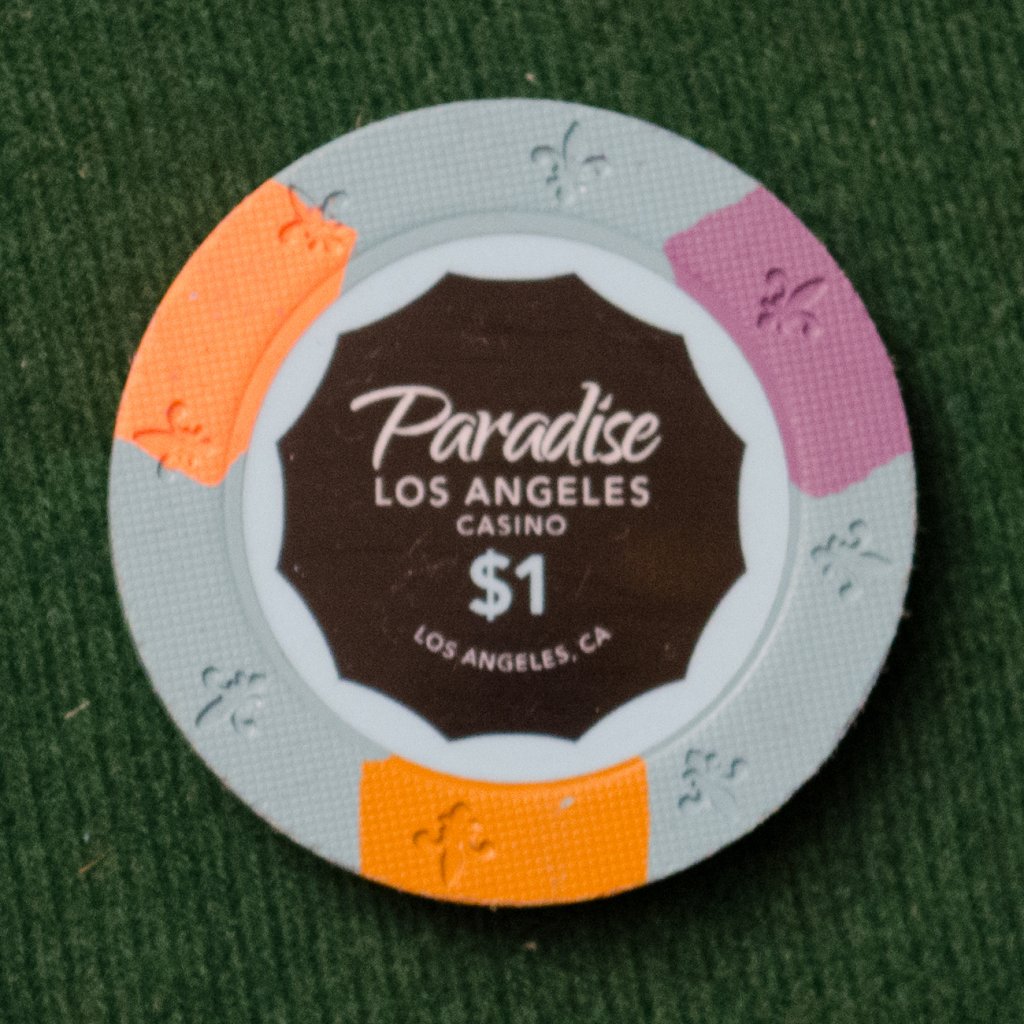 Paradise
LOS ANGELES
CASINO
$1
LOS ANGELES, CA